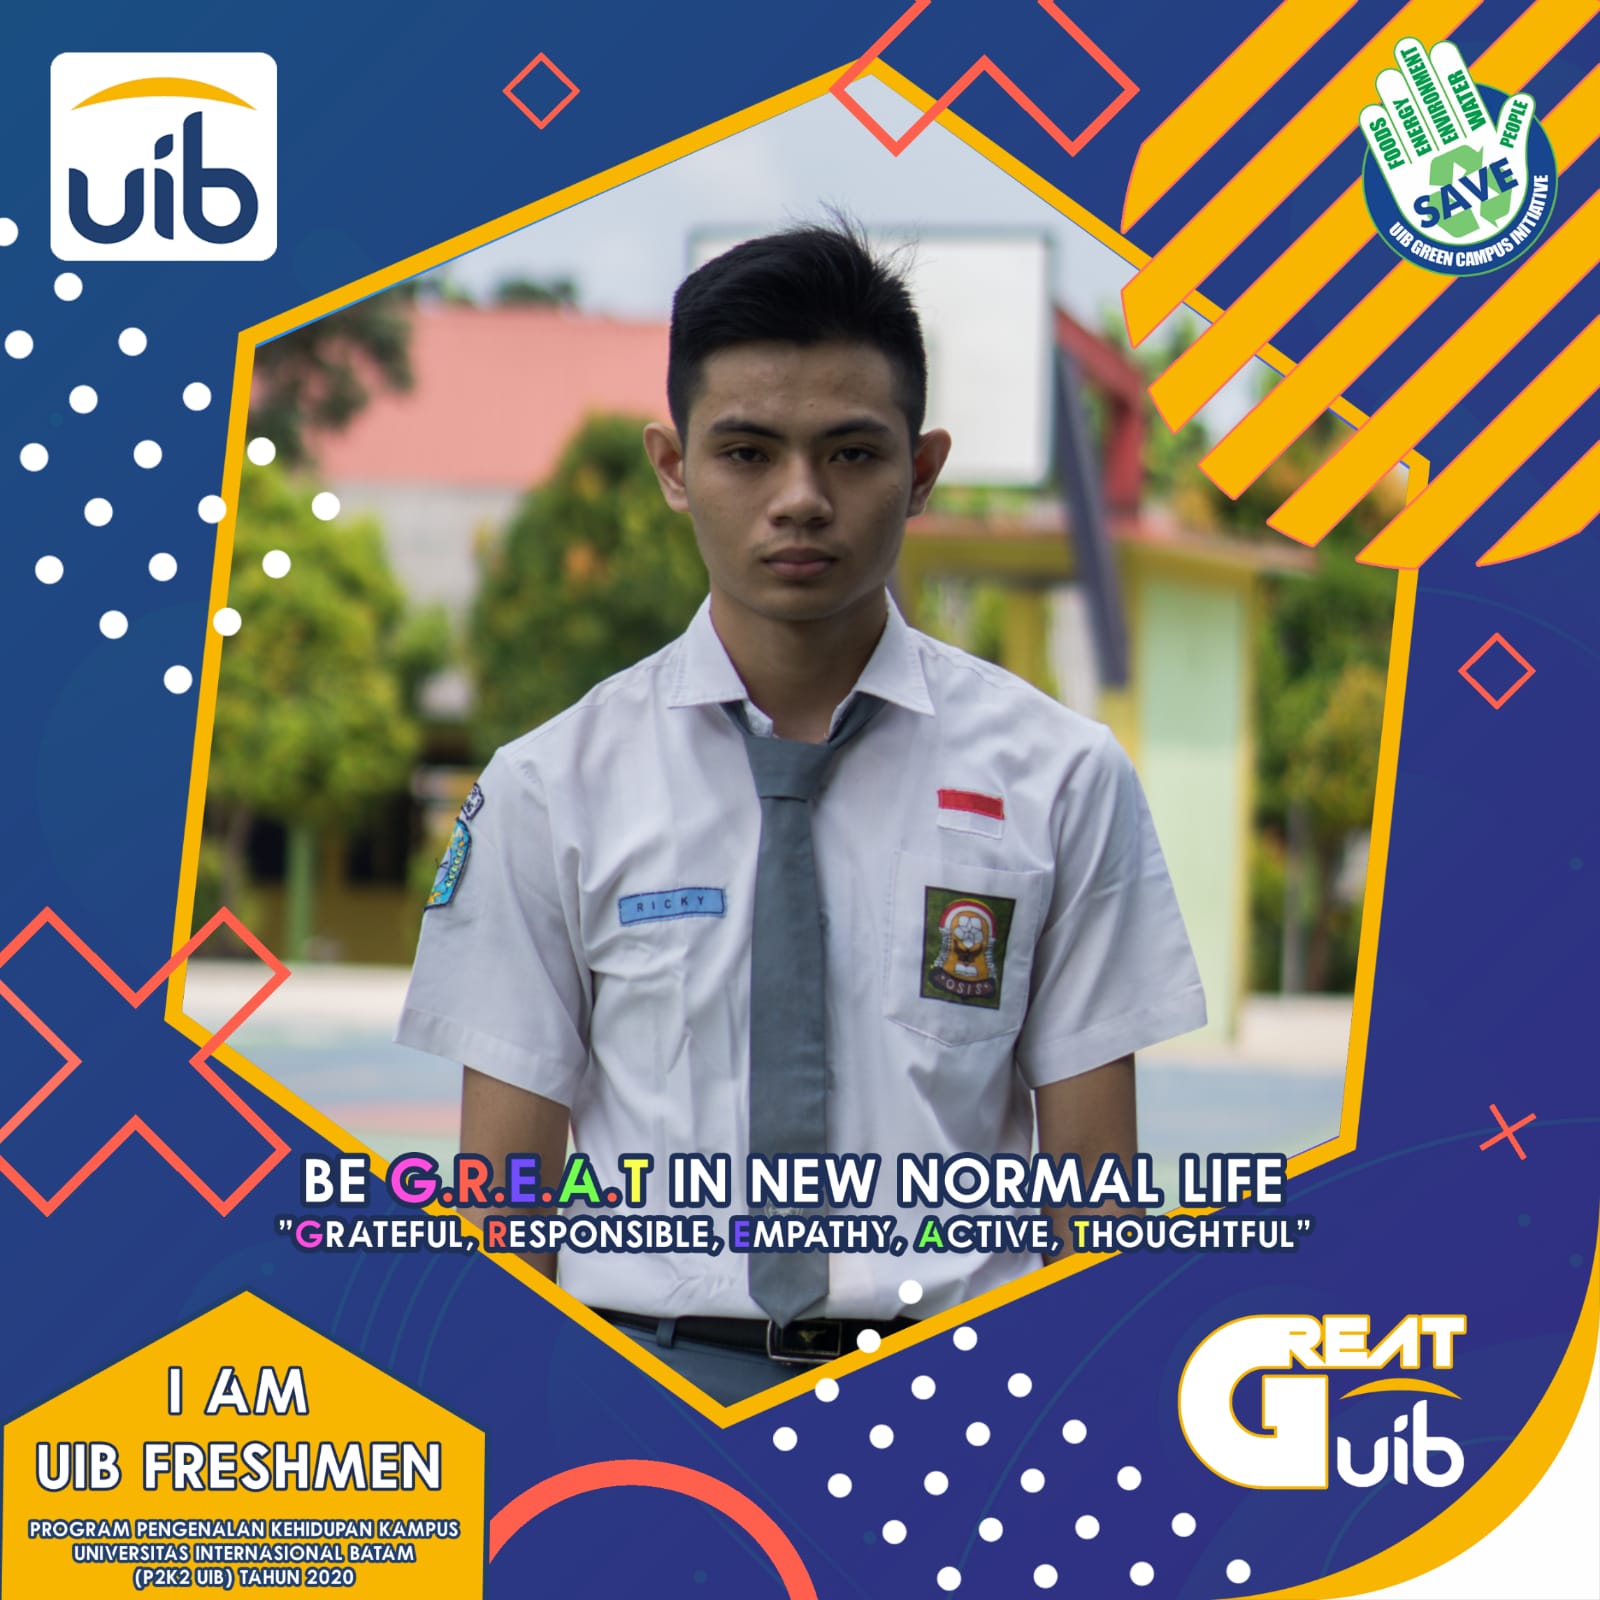 uib
FOODS
ENERGY
ENVIRONMENT
WATER
PEOPLE
SAVE
UIB GREEN CAMPUS INITIATIVE
RICKY
OSIS
BE G.R.E.A.T IN NEW NORMAL LIFE
"GRATEFUL, RESPONSIBLE, EMPATHY, ACTIVE, THOUGHTFUL"
I AM
UIB FRESHMEN
PROGRAM PENGENALAN KEHIDUPAN KAMPUS
UNIVERSITAS INTERNASIONAL BATAM
(P2K2 UIB) TAHUN 2020
GREAT
uib